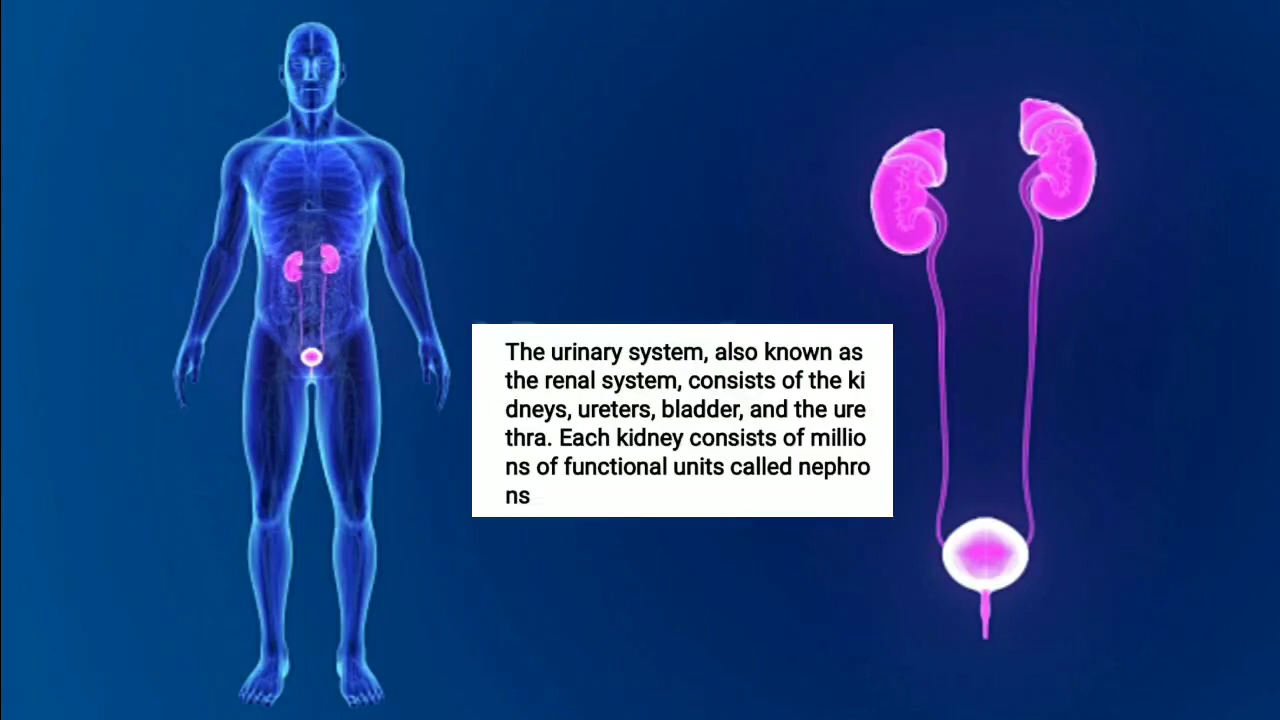 The urinary system, also known as
the renal system, consists of the ki
dneys, ureters, bladder, and the ure
thra. Each kidney consists of millio
ns of functional units called nephro
ns